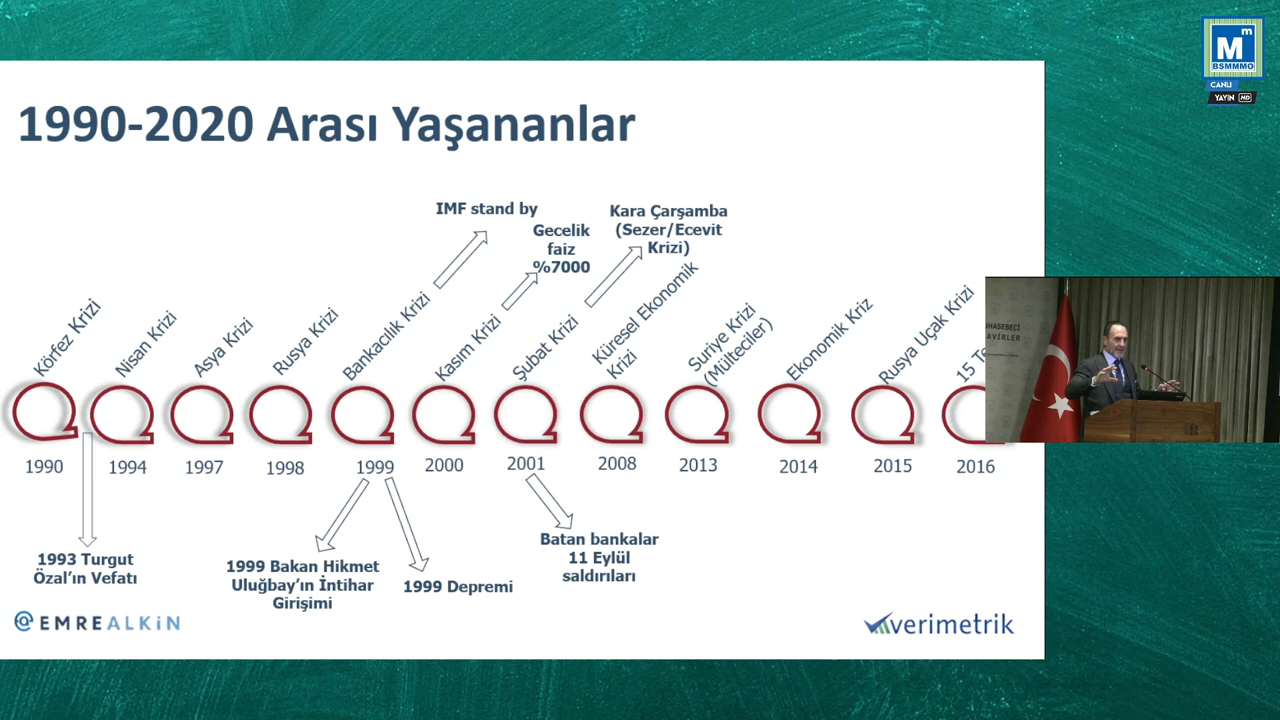 M m
BSMMMO
CANLI
YAYIN HD
1990-2020 Arası Yaşananlar
IMF stand by
Gecelik
faiz
%7000
Kara Çarşamba
(Sezer/Ecevit
Krizi)
Körfez Krizi
Nisan Krizi
Asya Krizi
Rusya Krizi
Bankacılık Krizi
Kasım Krizi
Şubat Krizi
Küresel Ekonomik
Krizi
Suriye Krizi
(Mülteciler)
Ekonomik Kriz
Rusya Uçak Krizi
15
1990
1994
1997
1998
1999
2000
2001
2008
2013
2014
2015
2016
1993 Turgut
Özal’ın Vefatı
1999 Bakan Hikmet
Uluğbay’ın İntihar
Girişimi
1999 Depremi
Batan bankalar
11 Eylül
saldırıları
@EMREALKiN
verimetrik